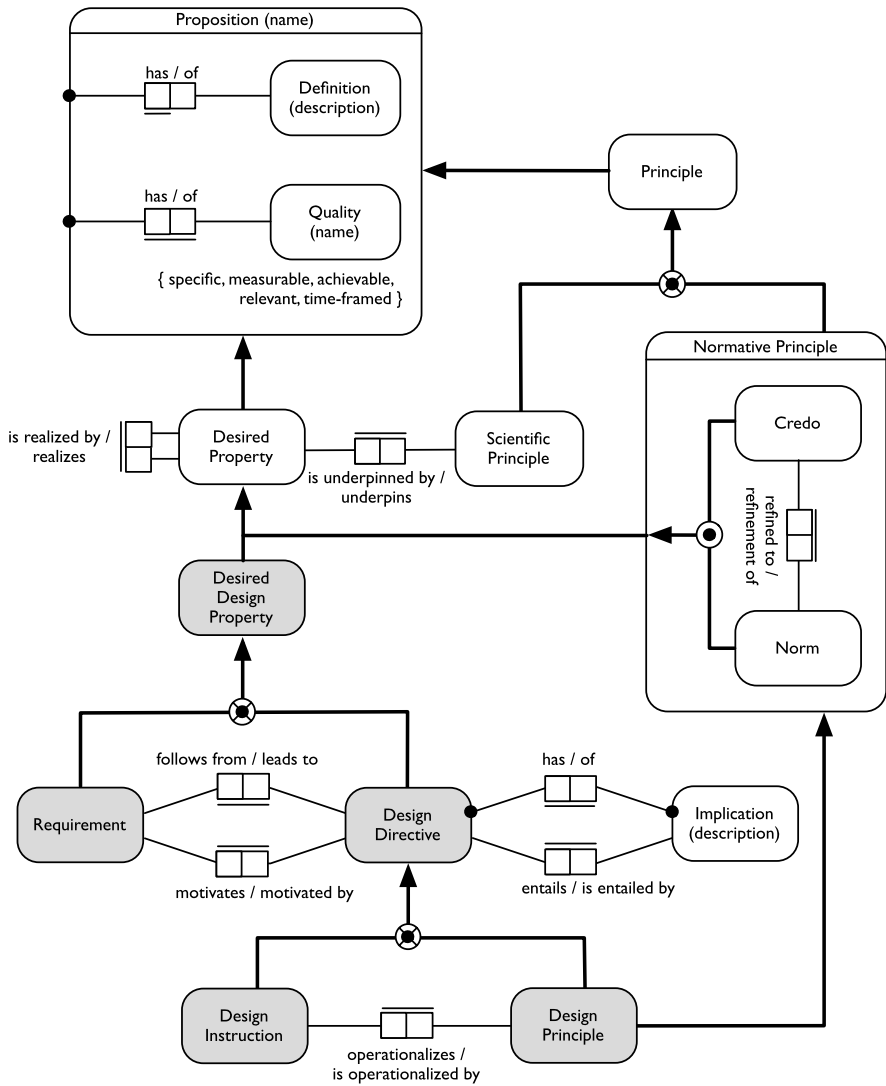 Proposition (name)
has / of
Definition
(description)
has / of
Quality
(name)
{ specific, measurable, achievable,
relevant, time-framed }
Principle
Normative Principle
is realized by /
realizes
Desired
Property
is underpinned by /
underpins
Scientific
Principle
Credo
refined to /
refinement of
Norm
Desired
Design
Property
follows from / leads to
Requirement
motivates / motivated by
Design
Directive
has / of
entails / is entailed by
Implication
(description)
Design
Instruction
operationalizes /
is operationalized by
Design
Principle